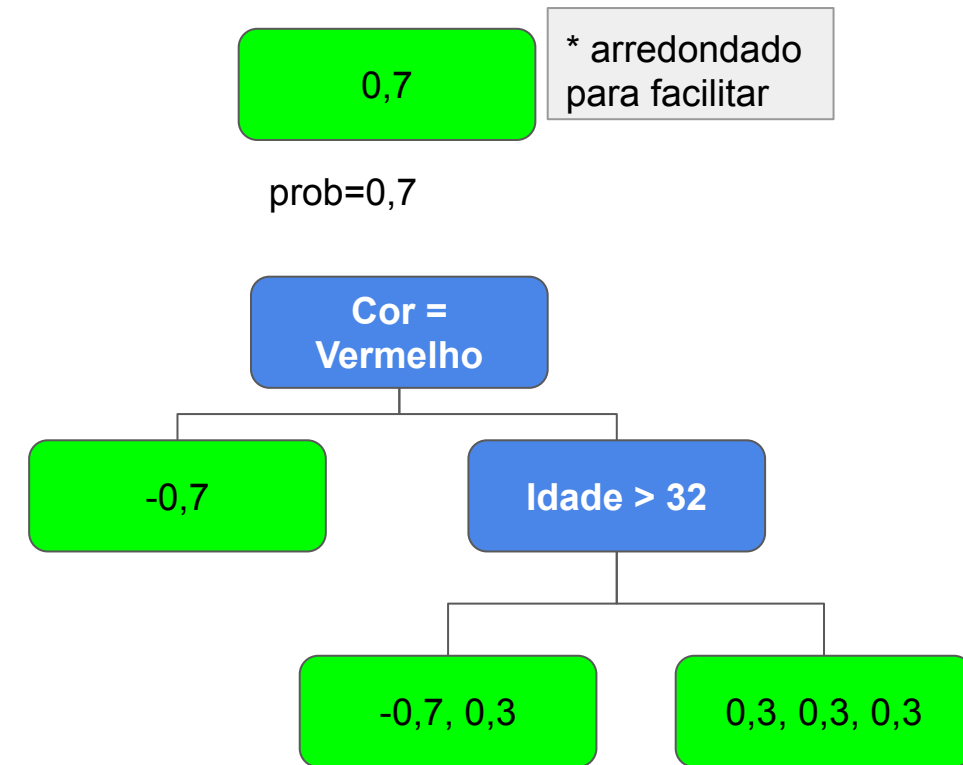 0,7
* arredondado
para facilitar
prob=0,7
Cor =
Vermelho
-0,7
Idade > 32
-0,7, 0,3
0,3, 0,3, 0,3